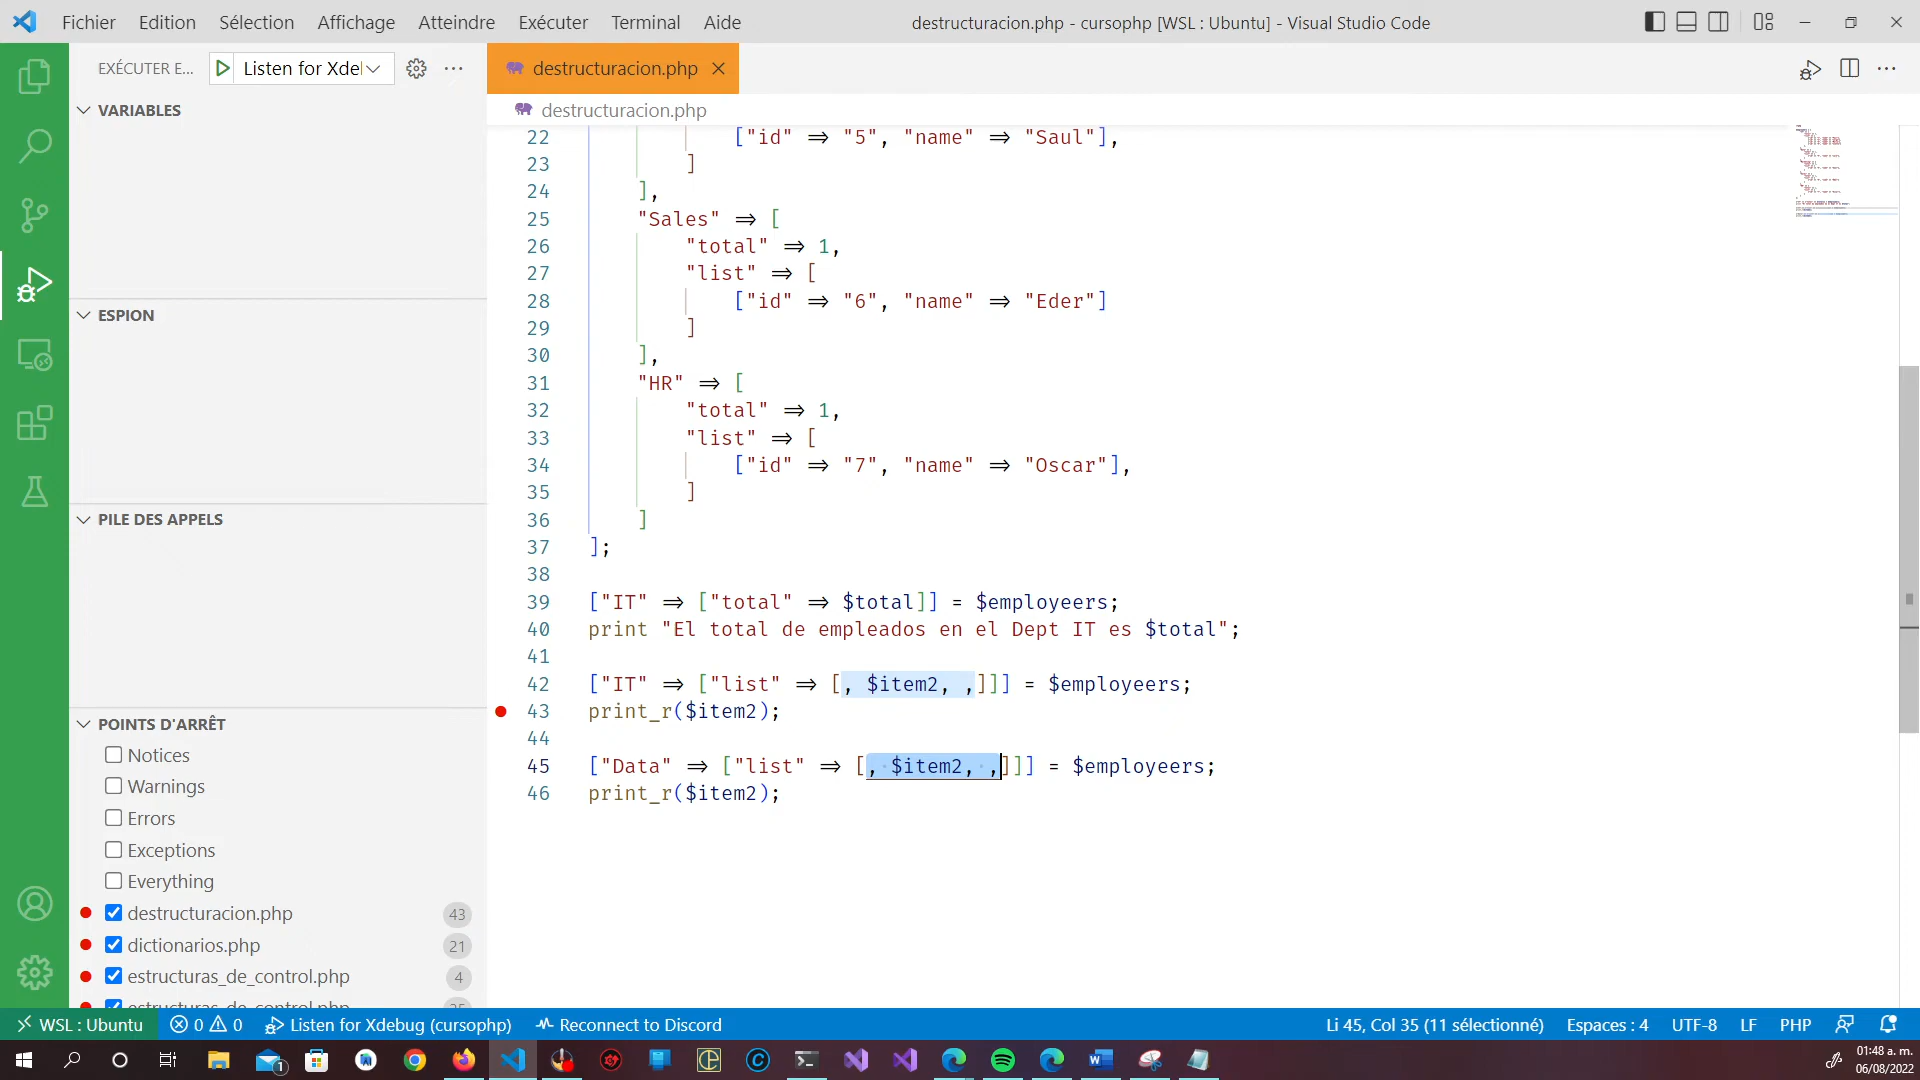 Fichier Edition Sélection Affichage Atteindre Exécuter Terminal Aide
destructuracion.php - cursophp [WSL : Ubuntu] - Visual Studio Code
EXÉCUTER E...
Listen for Xdel
destructuracion.php
VARIABLES
destructuracion.php
22 ["id" => "5", "name" => "Saul"],
23 ]
24 ],
25 "Sales" => [
26 "total" => 1,
27 "list" => [
28 ["id" => "6", "name" => "Eder"]
29 ]
30 ],
31 "HR" => [
32 "total" => 1,
33 "list" => [
34 ["id" => "7", "name" => "Oscar"],
35 ]
36 ]
37 ];
38
39 ["IT" => ["total" => $total]] = $employeers;
40 print "El total de empleados en el Dept IT es $total";
41
42 ["IT" => ["list" => [, $item2, ,]]] = $employeers;
43 print_r($item2);
44
45 ["Data" => ["list" => [, $item2, ,]]] = $employeers;
46 print_r($item2);
ESPION
PILE DES APPELS
POINTS D'ARRÊT
Notices
Warnings
Errors
Exceptions
Everything
destructuracion.php 43
dictionarios.php 21
estructuras_de_control.php 4
estructuras_de_control.php
WSL : Ubuntu
0 0
Listen for Xdebug (cursophp)
Reconnect to Discord
Li 45, Col 35 (11 sélectionné)
Espaces : 4
UTF-8
LF
PHP
01:48 a. m.
06/08/2022